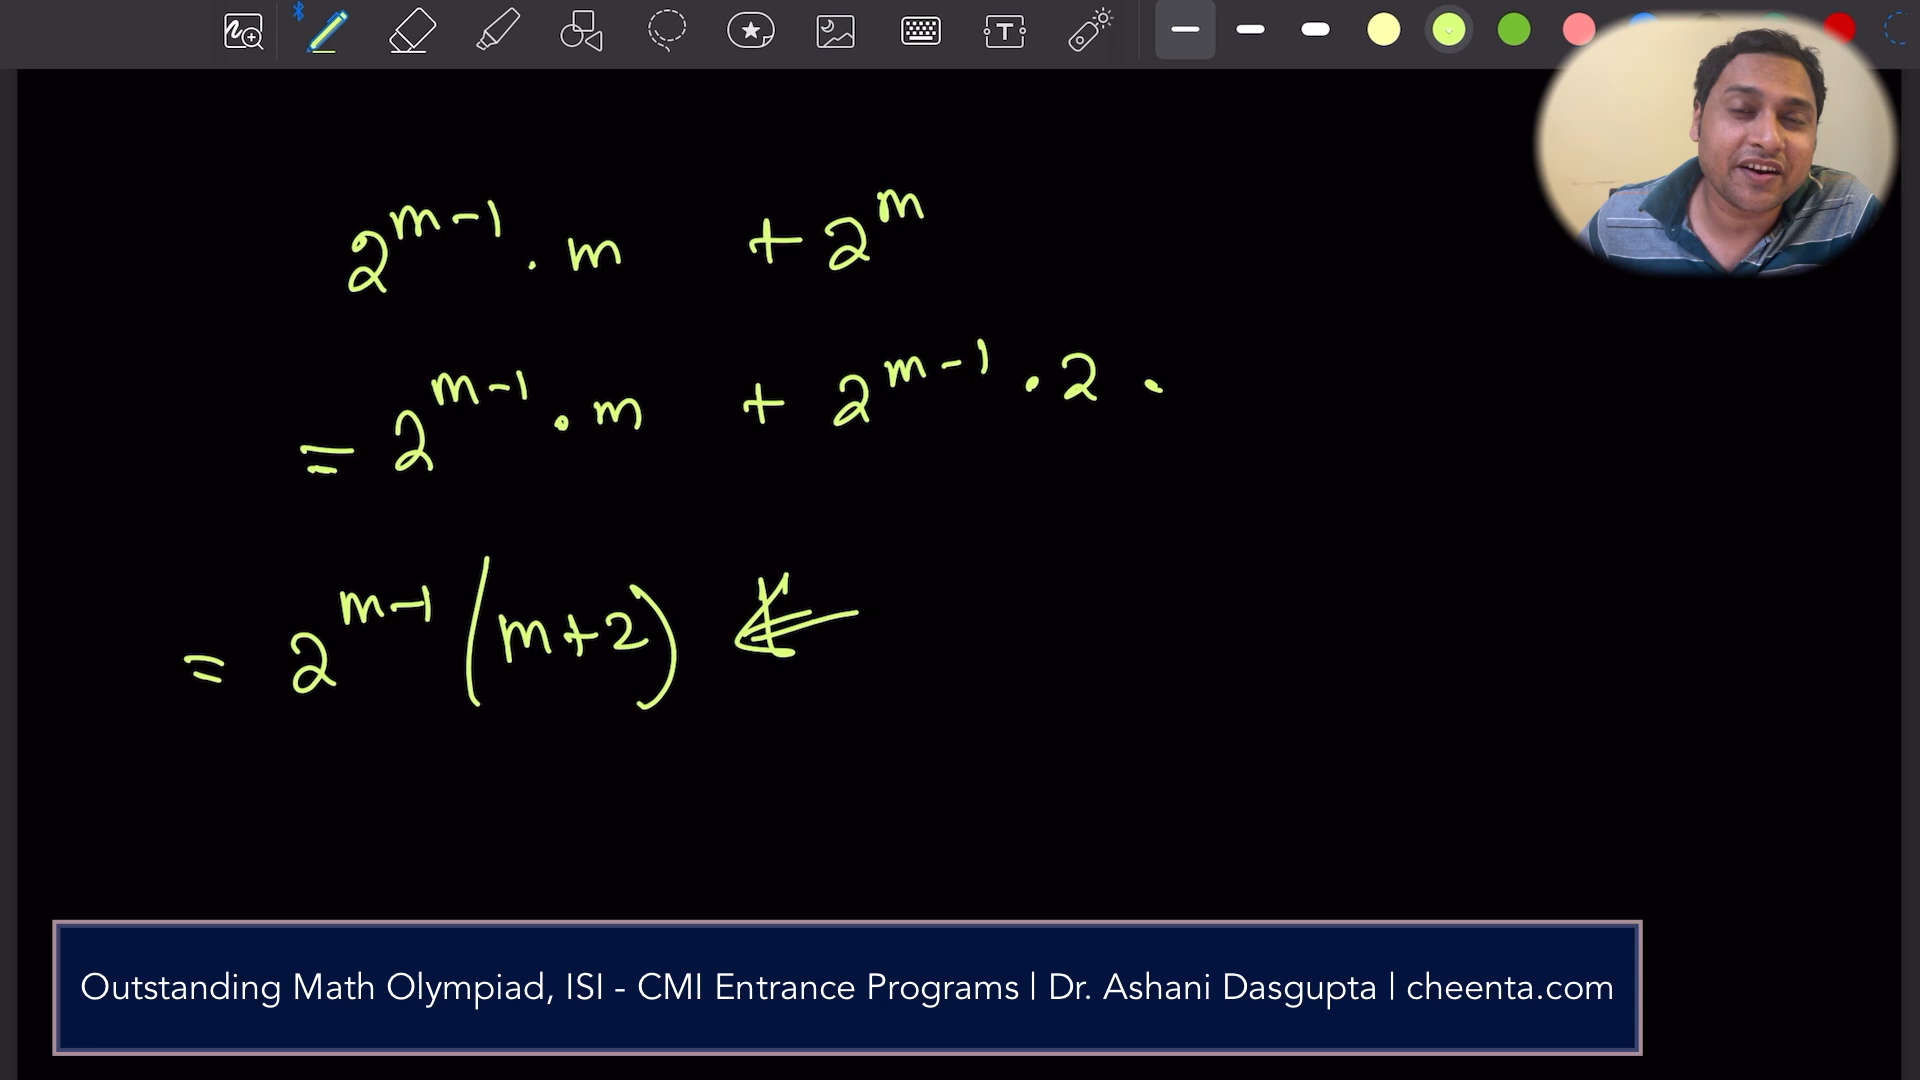 T
2^{m-1} · m + 2^m
= 2^{m-1} · m + 2^{m-1} · 2 ·
= 2^{m-1} (m+2)
Outstanding Math Olympiad, ISI - CMI Entrance Programs | Dr. Ashani Dasgupta | cheenta.com